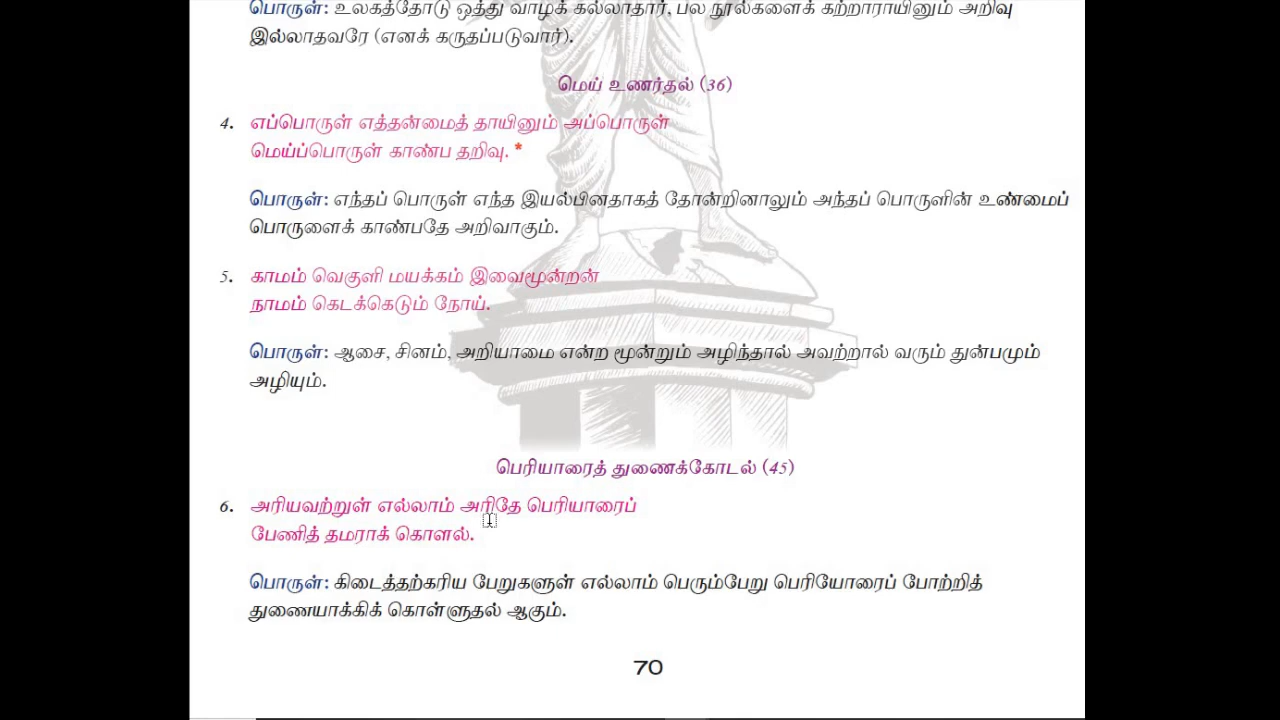 பொருள்: உலகத்தோடு ஒத்து வாழக் கல்லாதார், பல நூல்களைக் கற்றாராயினும் அறிவு
இல்லாதவரே (எனக் கருதப்படுவார்).
மெய் உணர்தல் (36)
4. எப்பொருள் எத்தன்மைத் தாயினும் அப்பொருள்
மெய்ப்பொருள் காண்ப தறிவு. *
பொருள்: எந்தப் பொருள் எந்த இயல்பினதாகத் தோன்றினாலும் அந்தப் பொருளின் உண்மைப்
பொருளைக் காண்பதே அறிவாகும்.
5. காமம் வெகுளி மயக்கம் இவைமூன்றன்
நாமம் கெடக்கெடும் நோய்.
பொருள்: ஆசை, சினம், அறியாமை என்ற மூன்றும் அழிந்தால் அவற்றால் வரும் துன்பமும்
அழியும்.
பெரியாரைத் துணைக்கோடல் (45)
6. அரியவற்றுள் எல்லாம் அரிதே பெரியாரைப்
பேணித் தமராக் கொளல்.
பொருள்: கிடைத்தற்கரிய பேறுகளுள் எல்லாம் பெரும்பேறு பெரியோரைப் போற்றித்
துணையாக்கிக் கொள்ளுதல் ஆகும்.
70